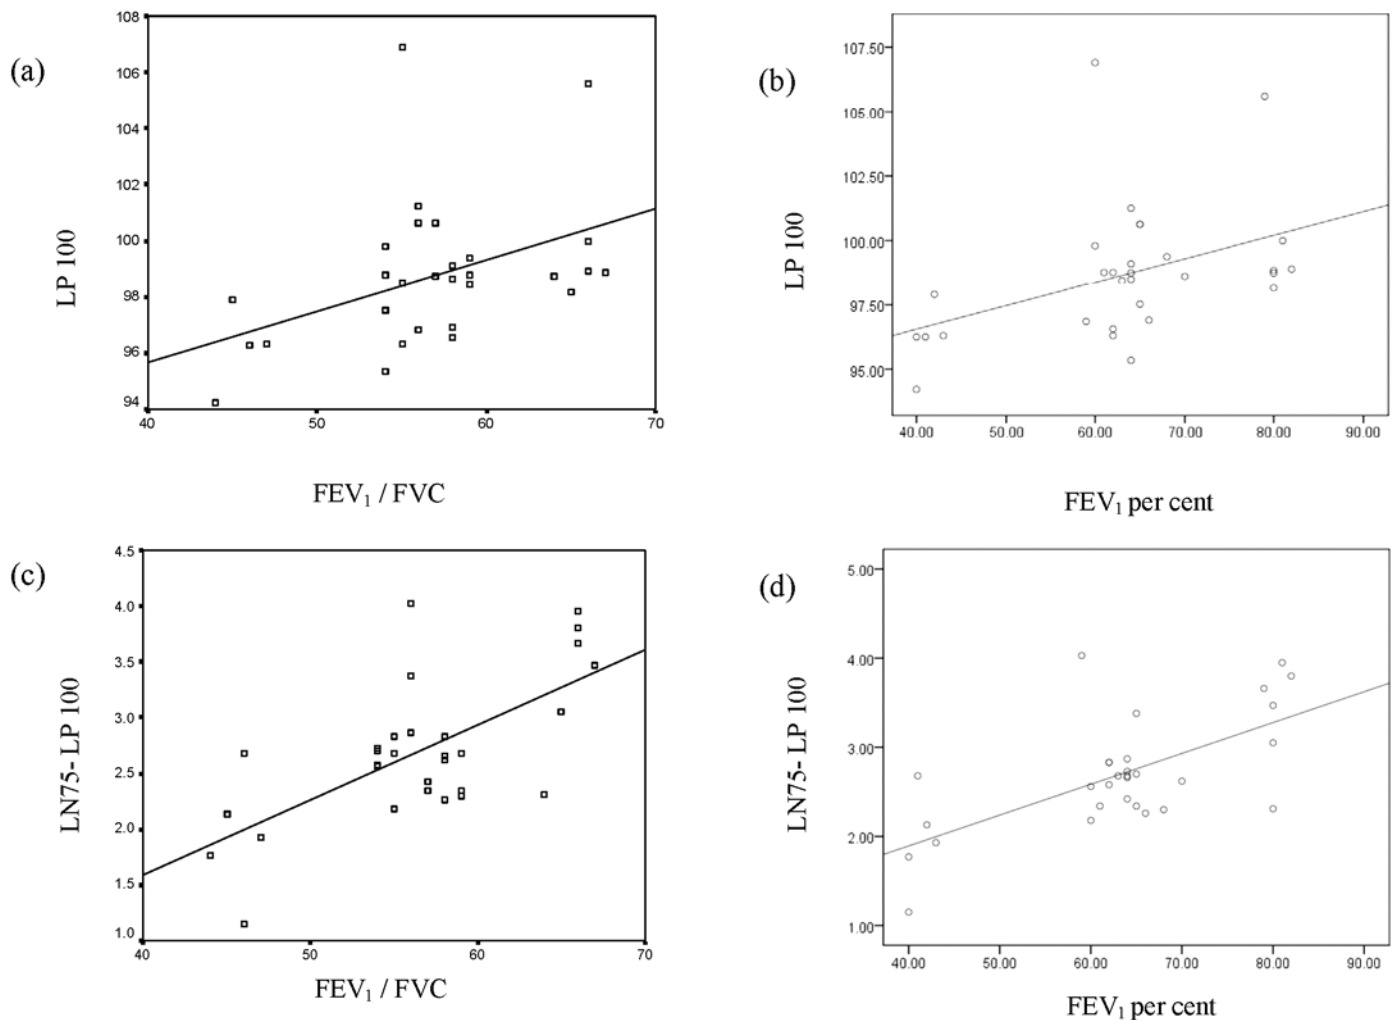 (a)
108
106
104
102
100
98
96
94
LP 100
40 50 60 70
FEV₁ / FVC
(b)
107.50
105.00
102.50
100.00
97.50
95.00
LP 100
40.00 50.00 60.00 70.00 80.00 90.00
FEV₁ per cent
(c)
4.5
4.0
3.5
3.0
2.5
2.0
1.5
1.0
LN75- LP 100
40 50 60 70
FEV₁ / FVC
(d)
5.00
4.00
3.00
2.00
1.00
LN75- LP 100
40.00 50.00 60.00 70.00 80.00 90.00
FEV₁ per cent